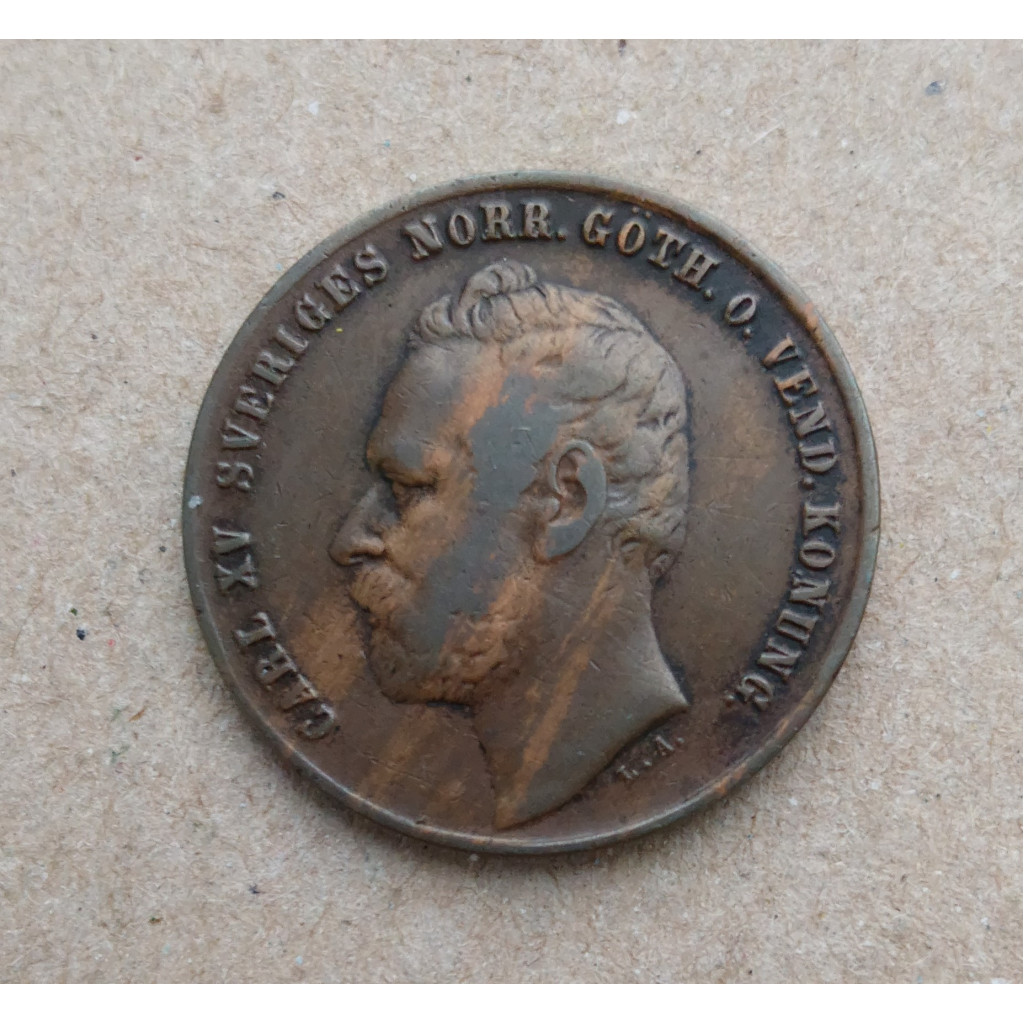 CARL XV SVERIGES NORR. GÖTH. O. VEND. KONUNG.
L.A.